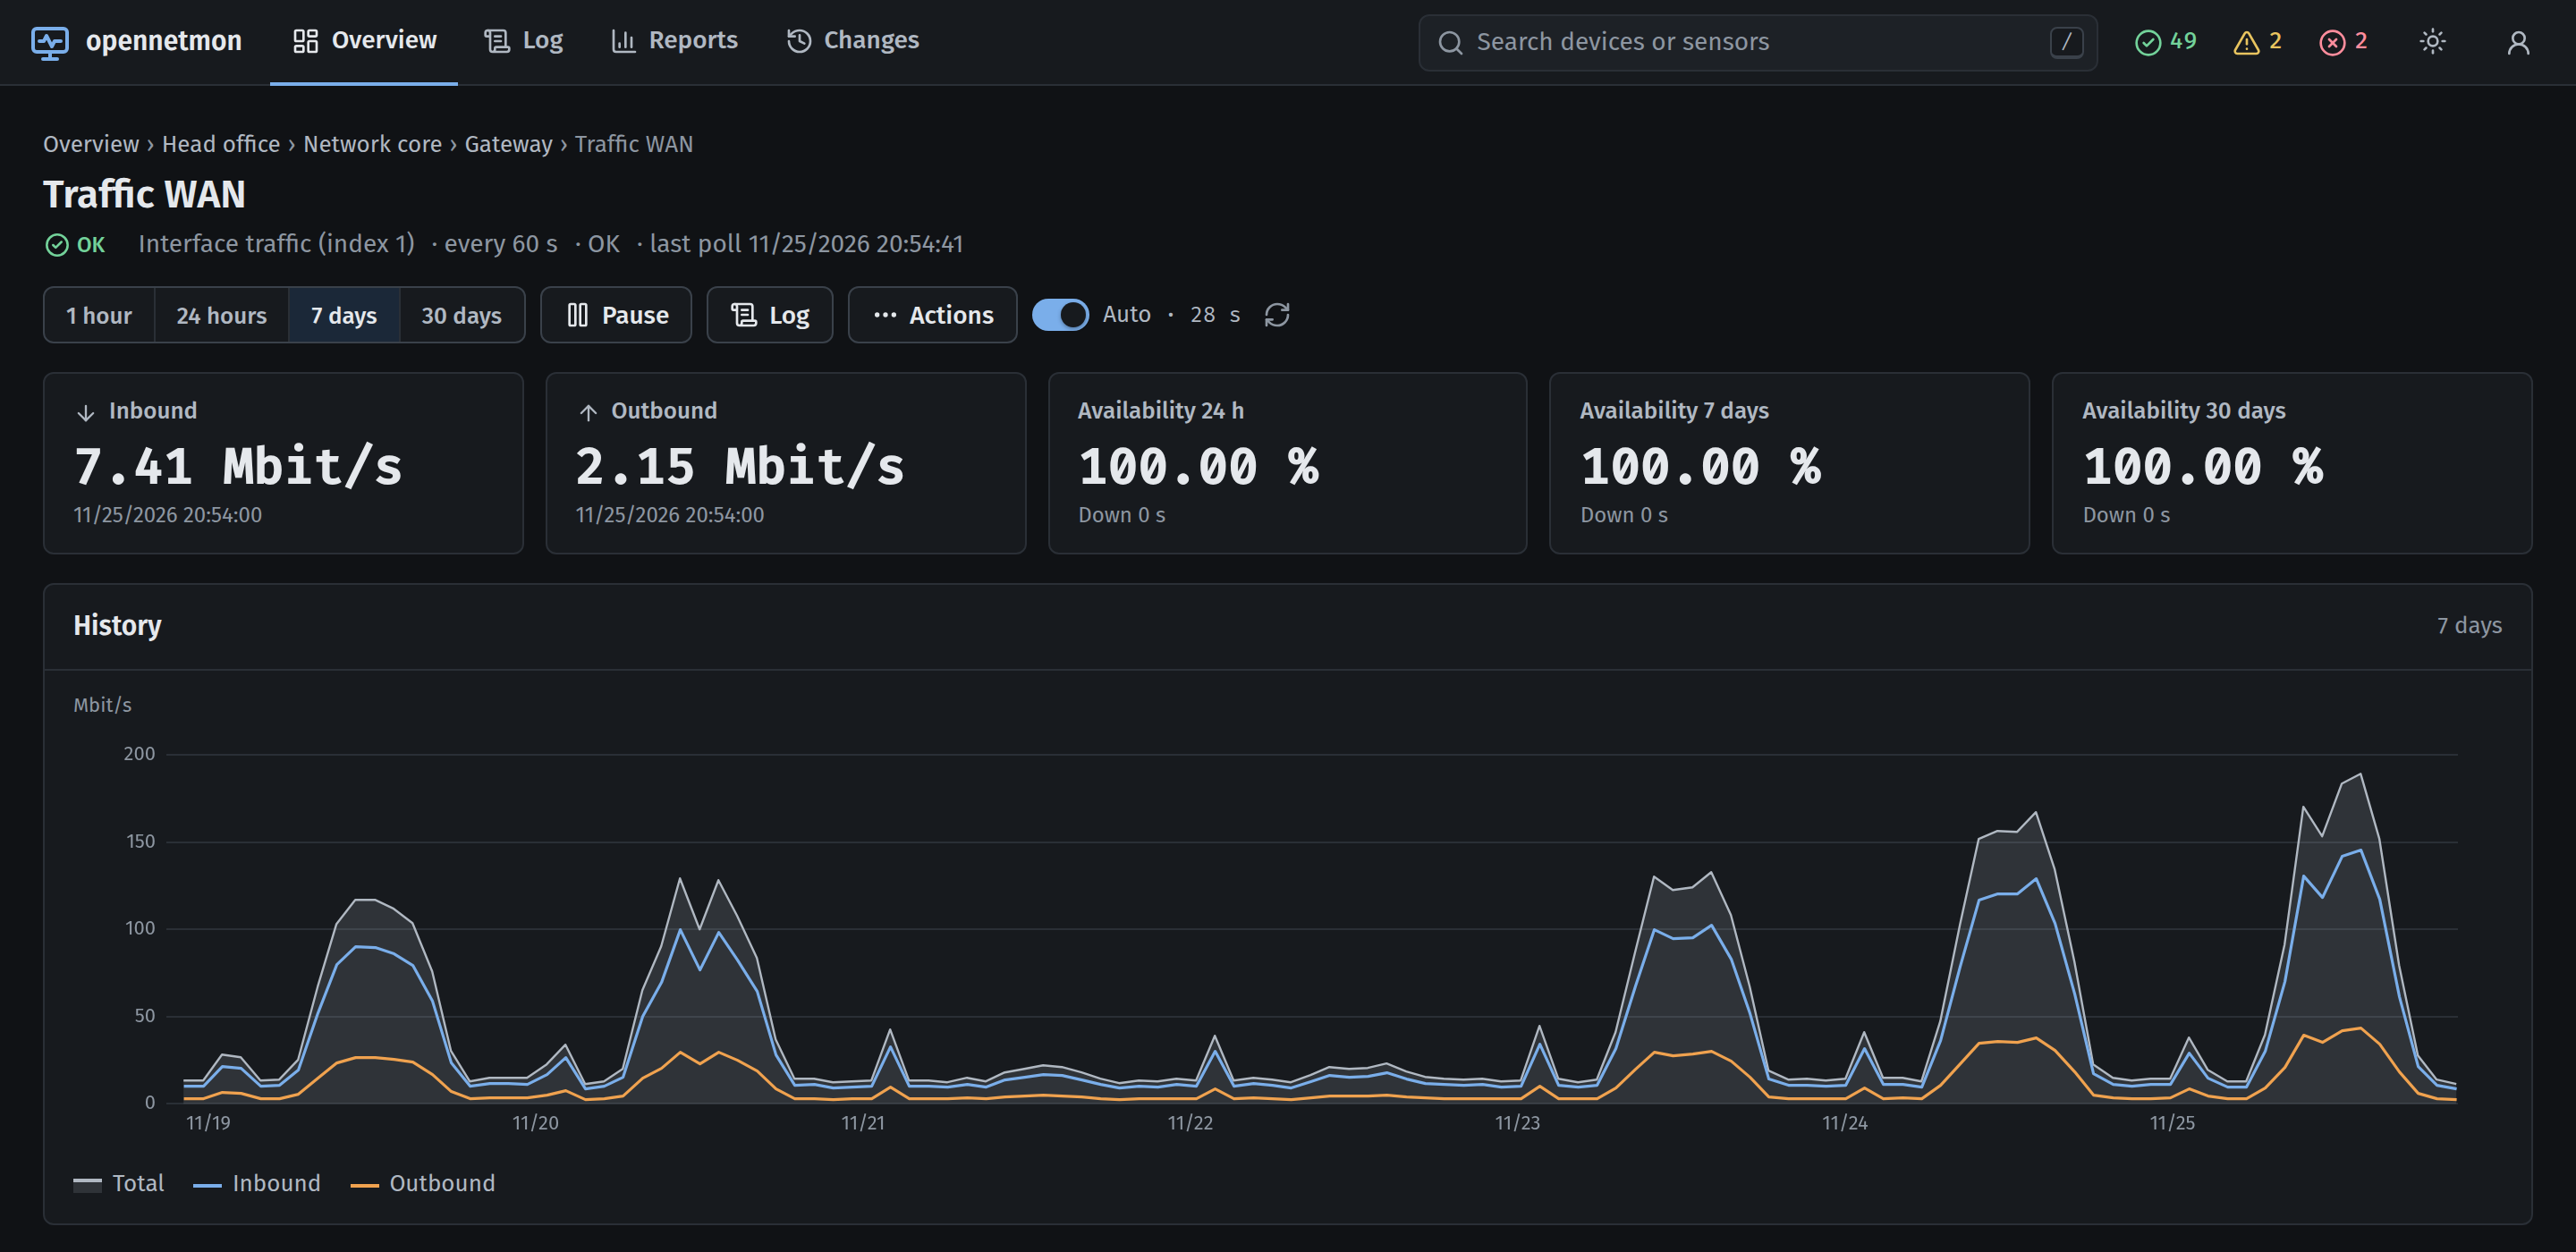 opennetmon Overview Log Reports Changes Search devices or sensors / 49 2 2
Overview › Head office › Network core › Gateway › Traffic WAN
Traffic WAN
OK Interface traffic (index 1) · every 60 s · OK · last poll 11/25/2026 20:54:41
1 hour 24 hours 7 days 30 days Pause Log Actions Auto · 28 s
Inbound
7.41 Mbit/s
11/25/2026 20:54:00
Outbound
2.15 Mbit/s
11/25/2026 20:54:00
Availability 24 h
100.00 %
Down 0 s
Availability 7 days
100.00 %
Down 0 s
Availability 30 days
100.00 %
Down 0 s
History 7 days
Mbit/s
200
150
100
50
0
11/19 11/20 11/21 11/22 11/23 11/24 11/25
Total Inbound Outbound